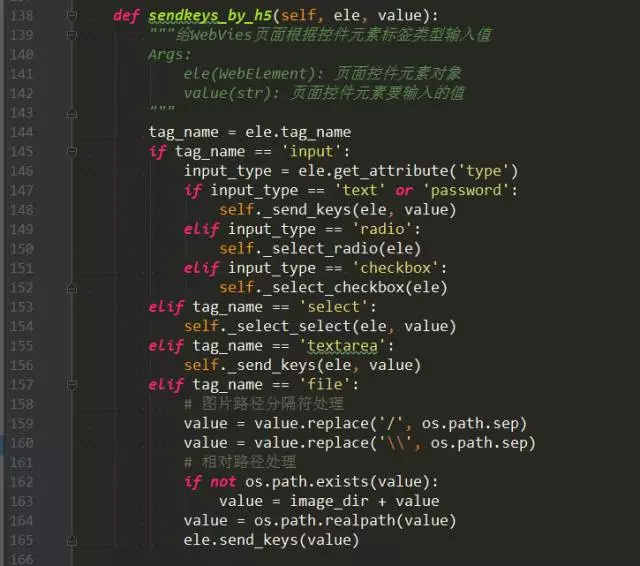 138 def sendkeys_by_h5(self, ele, value):
139 """给WebVies页面根据控件元素标签类型输入值
140 Args:
141 ele(WebElement): 页面控件元素对象
142 value(str): 页面控件元素要输入的值
143 """
144 tag_name = ele.tag_name
145 if tag_name == 'input':
146 input_type = ele.get_attribute('type')
147 if input_type == 'text' or 'password':
148 self._send_keys(ele, value)
149 elif input_type == 'radio':
150 self._select_radio(ele)
151 elif input_type == 'checkbox':
152 self._select_checkbox(ele)
153 elif tag_name == 'select':
154 self._select_select(ele, value)
155 elif tag_name == 'textarea':
156 self._send_keys(ele, value)
157 elif tag_name == 'file':
158 # 图片路径分隔符处理
159 value = value.replace('/', os.path.sep)
160 value = value.replace('\\', os.path.sep)
161 # 相对路径处理
162 if not os.path.exists(value):
163 value = image_dir + value
164 value = os.path.realpath(value)
165 ele.send_keys(value)
166